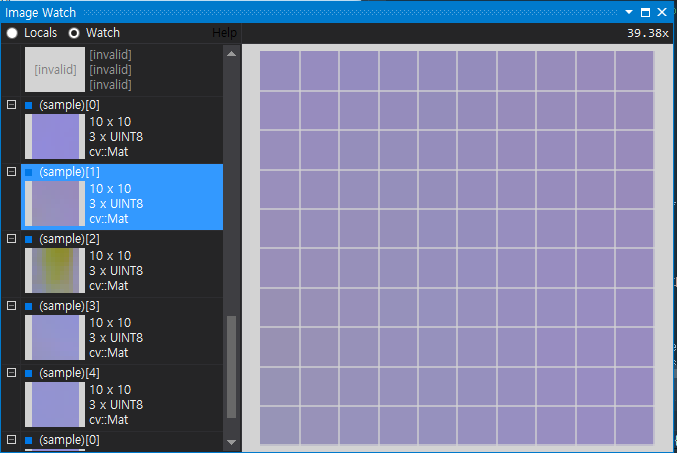 Image Watch
Locals Watch Help 39.38x
[invalid] [invalid]
[invalid]
[invalid]
(sample)[0]
10 x 10
3 x UINT8
cv::Mat
(sample)[1]
10 x 10
3 x UINT8
cv::Mat
(sample)[2]
10 x 10
3 x UINT8
cv::Mat
(sample)[3]
10 x 10
3 x UINT8
cv::Mat
(sample)[4]
10 x 10
3 x UINT8
cv::Mat
(sample)[0]